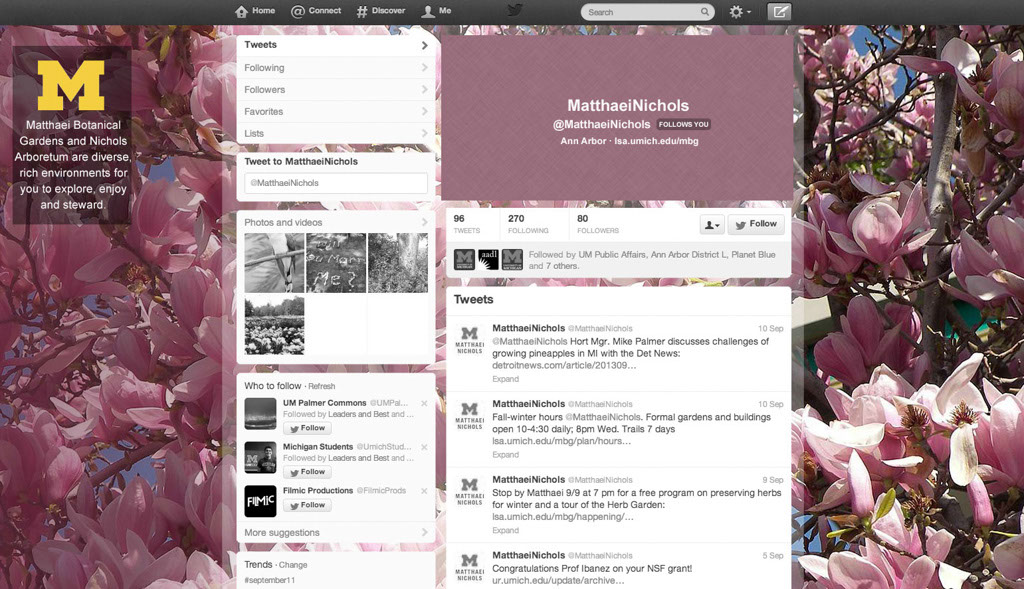 Home
Connect
Discover
Me
Search
M
Matthaei Botanical
Gardens and Nichols
Arboretum are diverse,
rich environments for
you to explore, enjoy
and steward.
Tweets
Following
Followers
Favorites
Lists
Tweet to MatthaeiNichols
@MatthaeiNichols
Photos and videos
Who to follow · Refresh
UM Palmer Commons @UMPal...
Followed by Leaders and Best and ...
Follow
Michigan Students @UmichStud...
Followed by Leaders and Best and ...
Follow
FILMIC
Filmic Productions @FilmicProds
Follow
More suggestions
Trends · Change
#september11
MatthaeiNichols
@MatthaeiNichols FOLLOWS YOU
Ann Arbor · lsa.umich.edu/mbg
96 TWEETS
270 FOLLOWING
80 FOLLOWERS
Follow
aadl
Followed by UM Public Affairs, Ann Arbor District L, Planet Blue
and 7 others.
Tweets
M MATTHAEI NICHOLS
MatthaeiNichols @MatthaeiNichols 10 Sep
@MatthaeiNichols Hort Mgr. Mike Palmer discusses challenges of
growing pineapples in MI with the Det News:
detroitnews.com/article/201309...
Expand
M MATTHAEI NICHOLS
MatthaeiNichols @MatthaeiNichols 10 Sep
Fall-winter hours @MatthaeiNichols. Formal gardens and buildings
open 10-4:30 daily; 8pm Wed. Trails 7 days
lsa.umich.edu/mbg/plan/hours...
Expand
M MATTHAEI NICHOLS
MatthaeiNichols @MatthaeiNichols 9 Sep
Stop by Matthaei 9/9 at 7 pm for a free program on preserving herbs
for winter and a tour of the Herb Garden:
lsa.umich.edu/mbg/happening/...
Expand
M MATTHAEI NICHOLS
MatthaeiNichols @MatthaeiNichols 5 Sep
Congratulations Prof Ibanez on your NSF grant!
ur.umich.edu/update/archive...